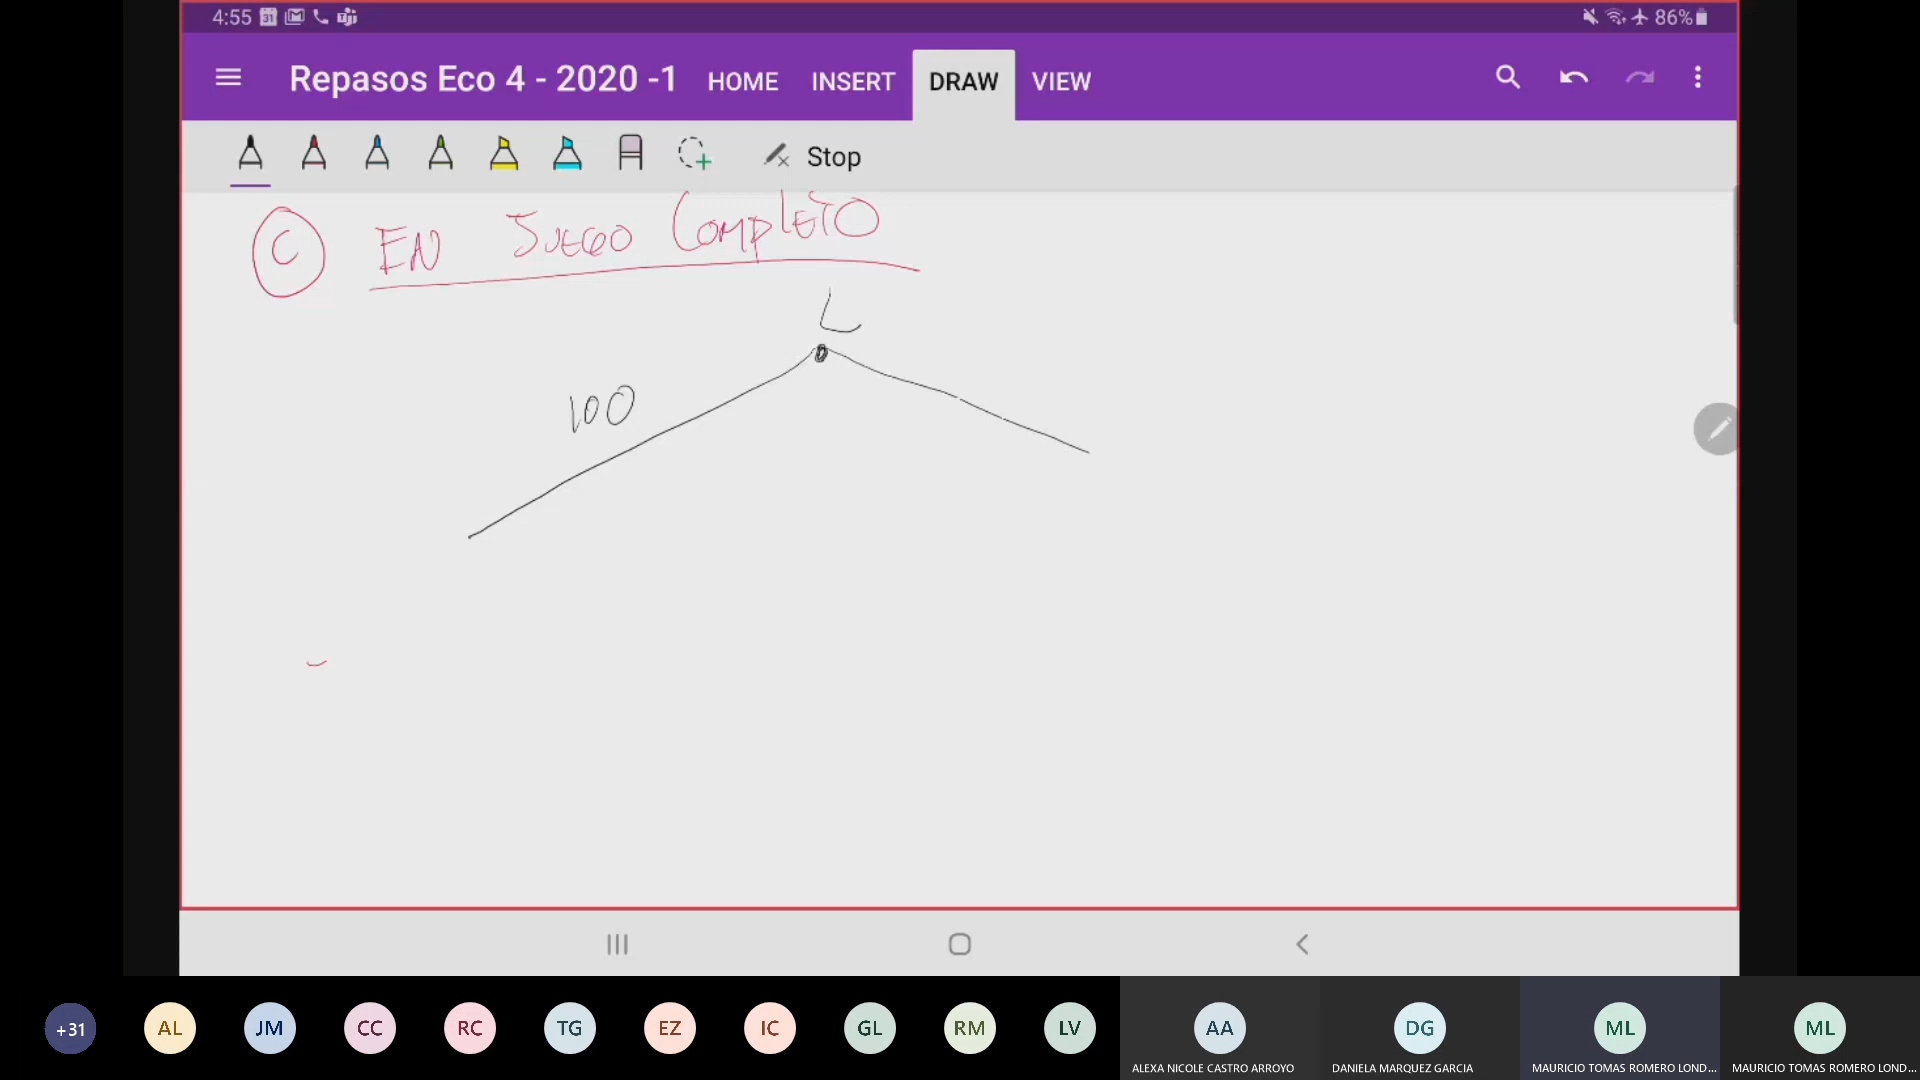 4:55 31 86%
Repasos Eco 4 - 2020 -1 HOME INSERT DRAW VIEW
Stop
C EN JUEGO COMPLETO
L
100
+31 AL JM CC RC TG EZ IC GL RM LV AA DG ML ML
ALEXA NICOLE CASTRO ARROYO DANIELA MARQUEZ GARCIA MAURICIO TOMAS ROMERO LOND... MAURICIO TOMAS ROMERO LOND...